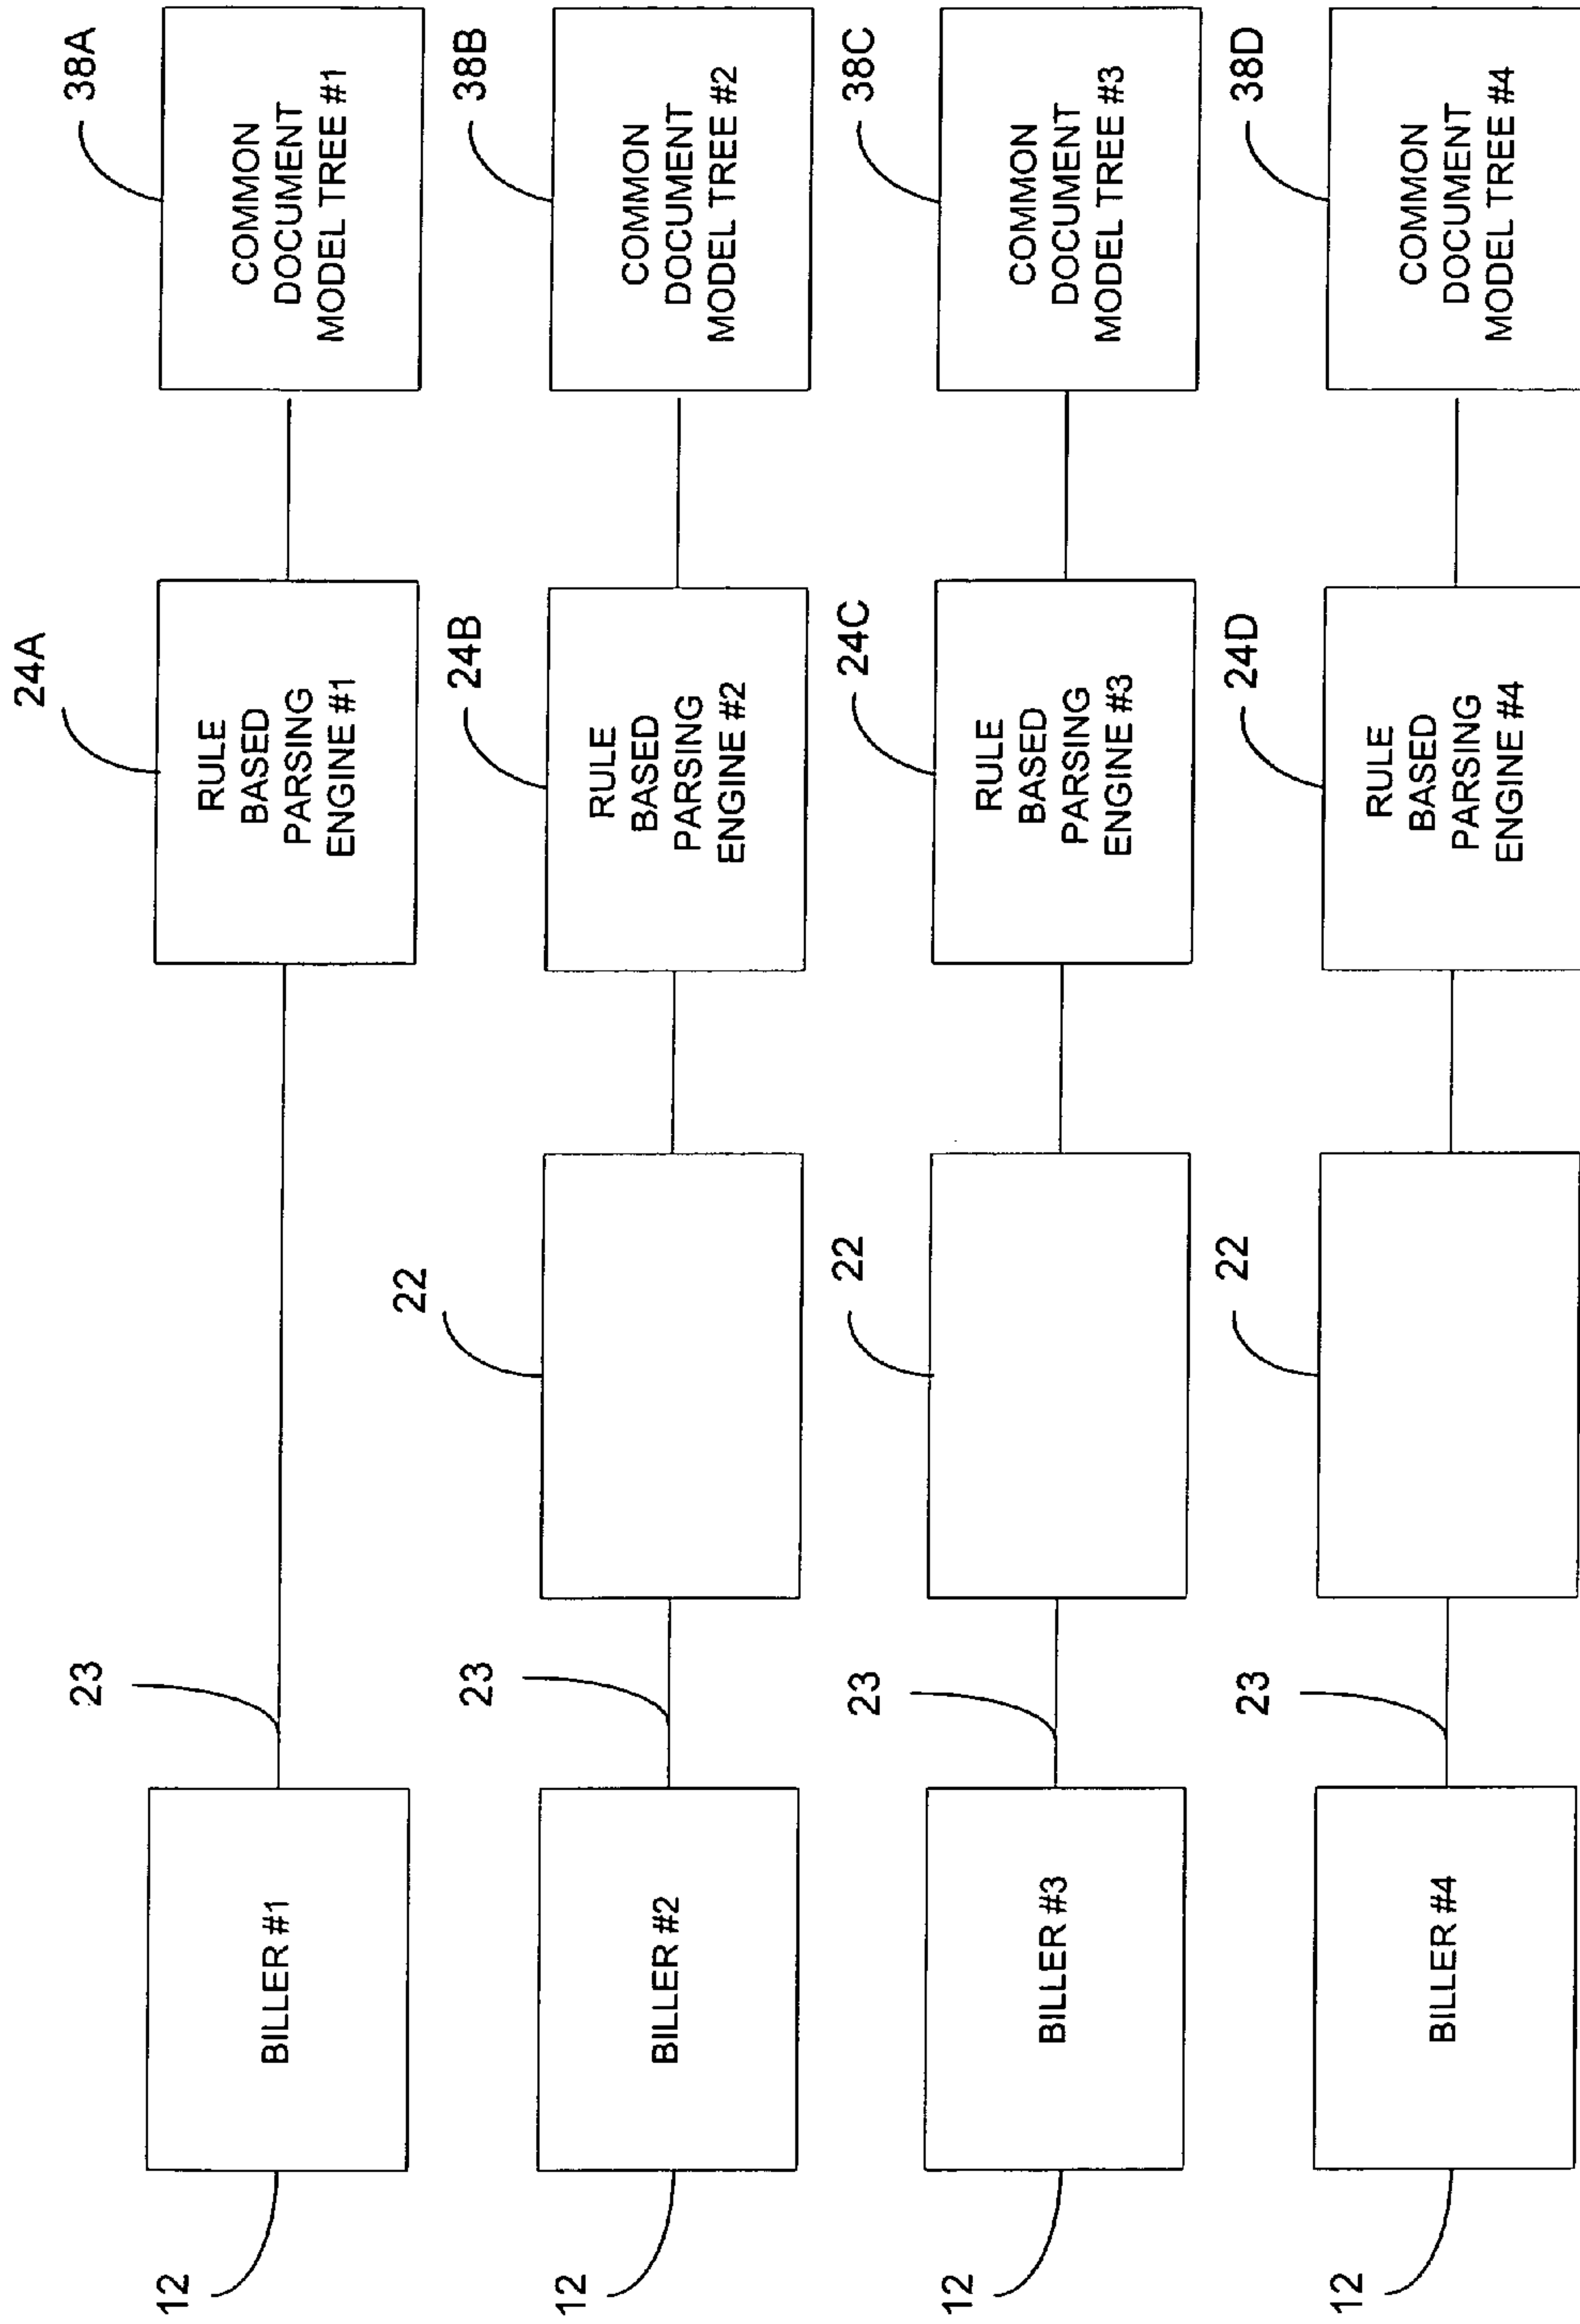 24A
38A
23
12
BILLER #1
RULE
BASED
PARSING
ENGINE #1
COMMON
DOCUMENT
MODEL TREE #1
22
24B
38B
23
12
BILLER #2
RULE
BASED
PARSING
ENGINE #2
COMMON
DOCUMENT
MODEL TREE #2
22
24C
38C
23
12
BILLER #3
RULE
BASED
PARSING
ENGINE #3
COMMON
DOCUMENT
MODEL TREE #3
22
24D
38D
23
12
BILLER #4
RULE
BASED
PARSING
ENGINE #4
COMMON
DOCUMENT
MODEL TREE #4